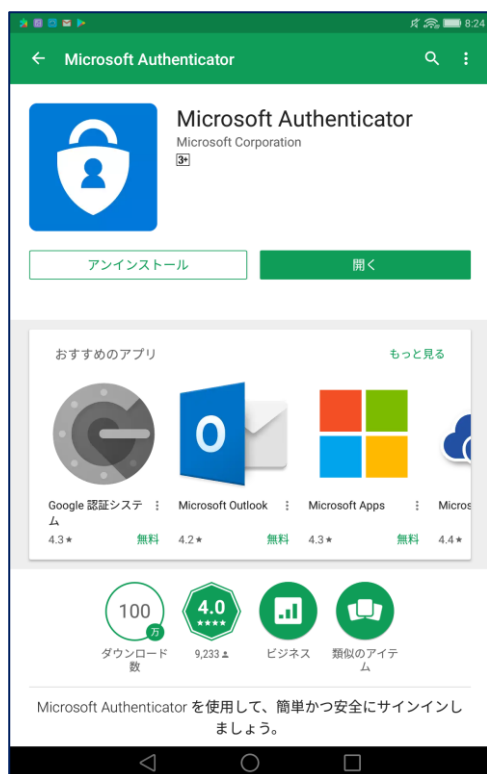 8:24
Microsoft Authenticator
Microsoft Authenticator
Microsoft Corporation
3+
アンインストール
開く
おすすめのアプリ
もっと見る
Google 認証システ
ム
4.3★
無料
Microsoft Outlook
4.2★
無料
Microsoft Apps
4.3★
無料
Micros
4.4★
100
万
ダウンロード
数
4.0
★★★★
9,233
ビジネス
類似のアイテ
ム
Microsoft Authenticator を使用して、簡単かつ安全にサインインし
ましょう。